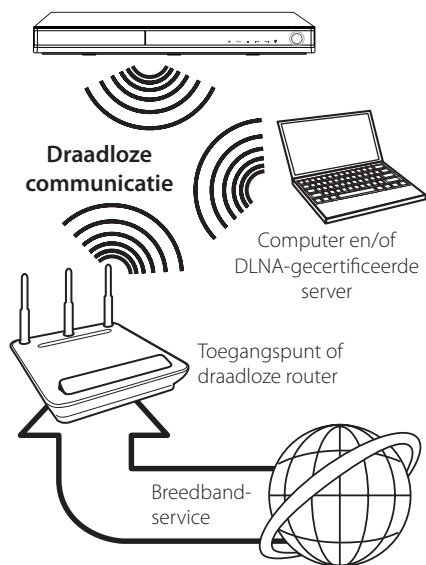 Draadloze
communicatie
Computer en/of
DLNA-gecertificeerde
server
Toegangspunt of
draadloze router
Breedband-
service